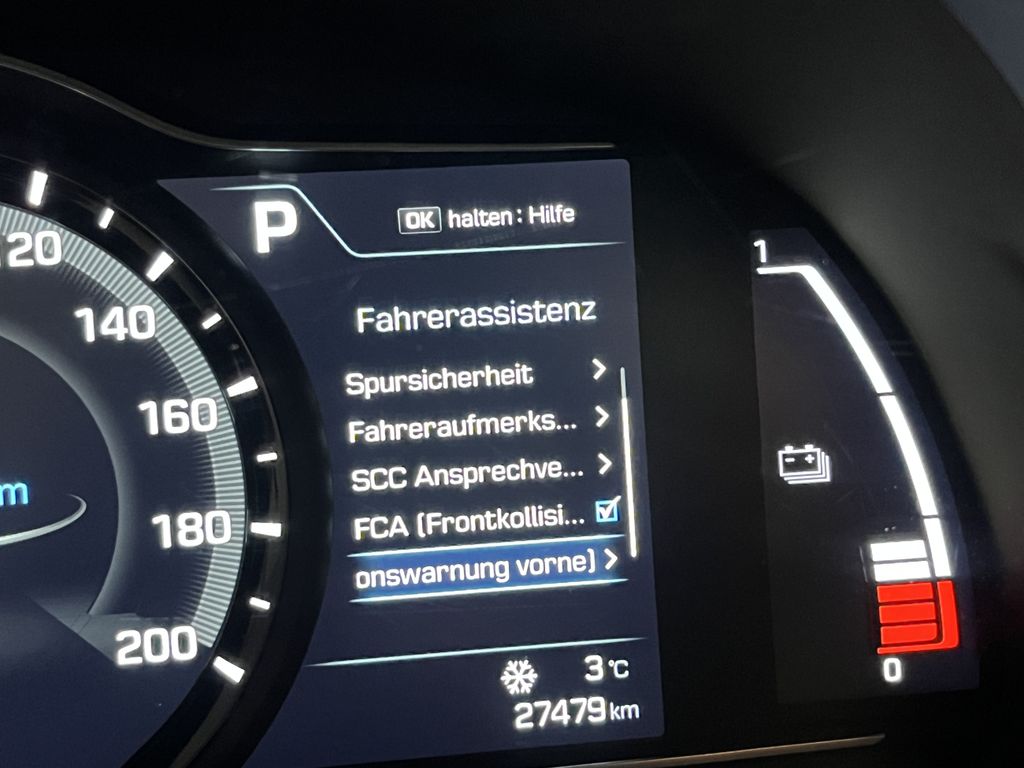 P
OK halten : Hilfe
Fahrerassistenz
Spursicherheit
Fahreraufmerks...
SCC Ansprechve...
FCA (Frontkollisi...
onswarnung vorne)
3°C
27479 km
120
140
160
180
200
m
1
0